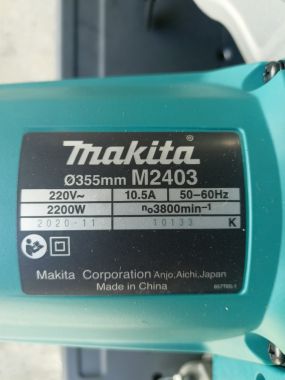 makita
Ø355mm M2403
220V~ 10.5A 50-60Hz
2200W n₀3800min⁻¹
2020-11 10133 K
Makita Corporation Anjo, Aichi, Japan
Made in China